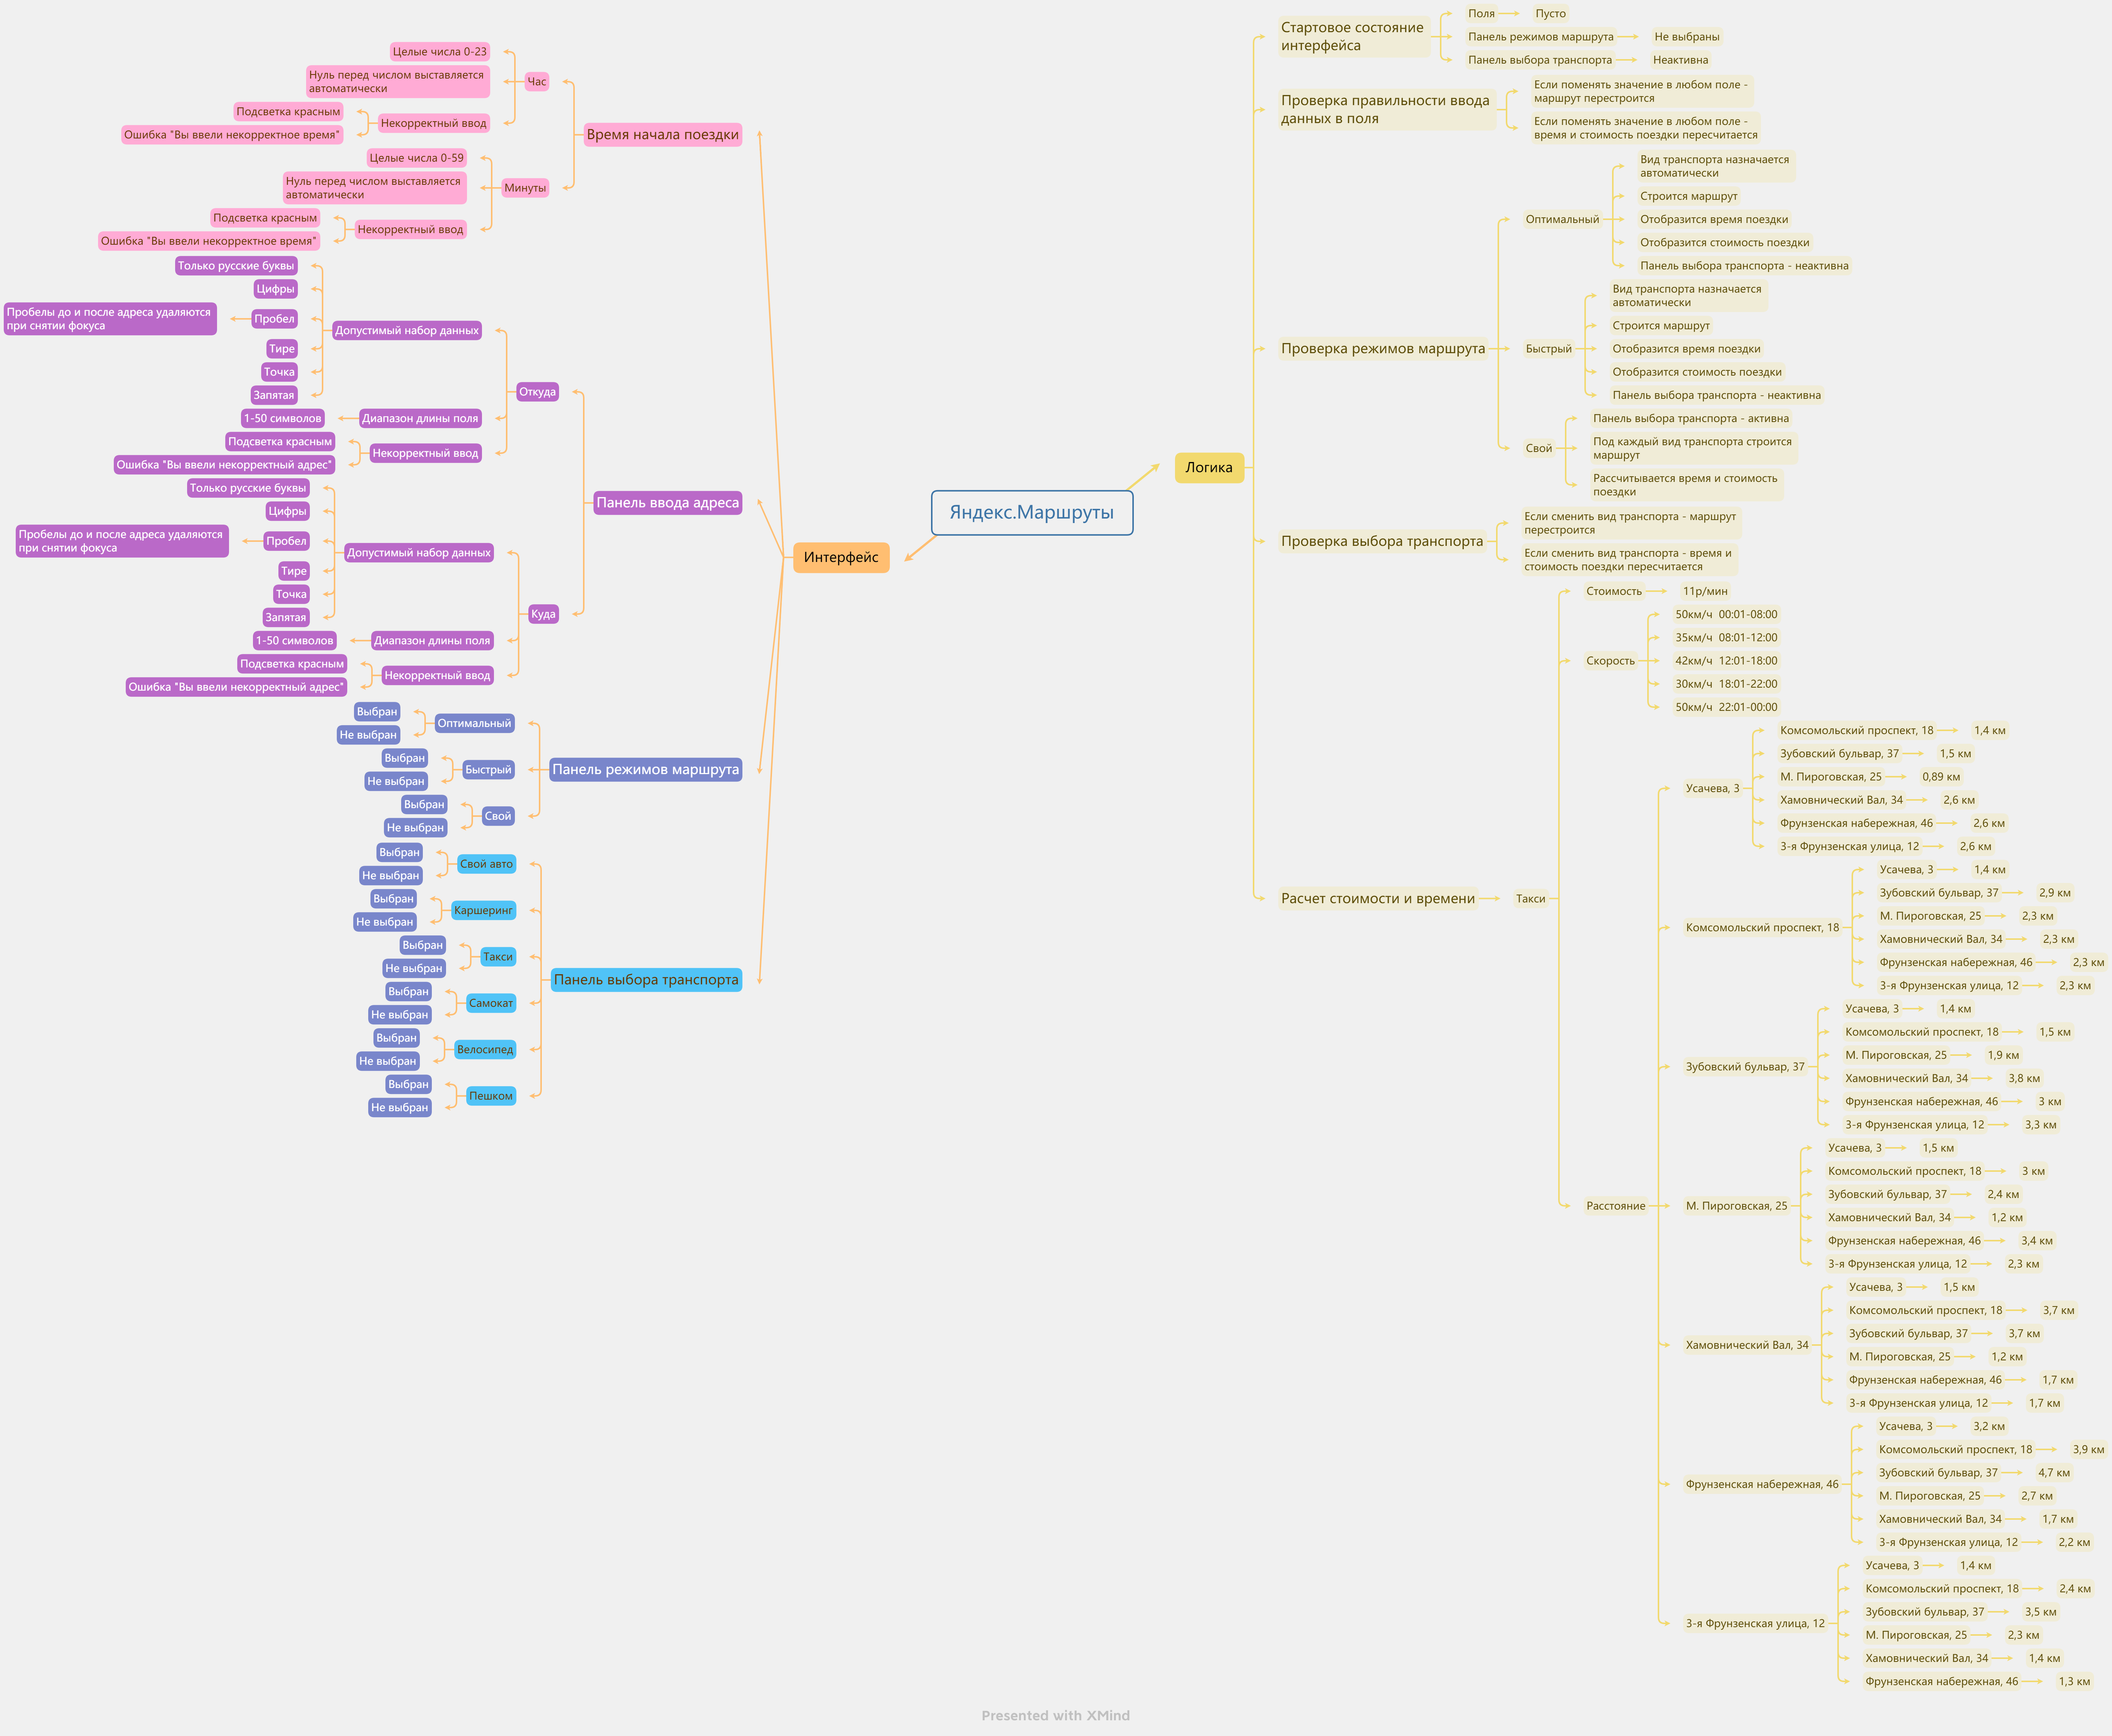 Яндекс.Маршруты
Интерфейс
Время начала поездки
Час
Целые числа 0-23
Нуль перед числом выставляется
автоматически
Некорректный ввод
Подсветка красным
Ошибка "Вы ввели некорректное время"
Минуты
Целые числа 0-59
Нуль перед числом выставляется
автоматически
Некорректный ввод
Подсветка красным
Ошибка "Вы ввели некорректное время"
Панель ввода адреса
Откуда
Допустимый набор данных
Только русские буквы
Цифры
Пробел
Пробелы до и после адреса удаляются
при снятии фокуса
Тире
Точка
Запятая
Диапазон длины поля
1-50 символов
Некорректный ввод
Подсветка красным
Ошибка "Вы ввели некорректный адрес"
Куда
Допустимый набор данных
Только русские буквы
Цифры
Пробел
Пробелы до и после адреса удаляются
при снятии фокуса
Тире
Точка
Запятая
Диапазон длины поля
1-50 символов
Некорректный ввод
Подсветка красным
Ошибка "Вы ввели некорректный адрес"
Панель режимов маршрута
Оптимальный
Выбран
Не выбран
Быстрый
Выбран
Не выбран
Свой
Выбран
Не выбран
Панель выбора транспорта
Свой авто
Выбран
Не выбран
Каршеринг
Выбран
Не выбран
Такси
Выбран
Не выбран
Самокат
Выбран
Не выбран
Велосипед
Выбран
Не выбран
Пешком
Выбран
Не выбран
Логика
Стартовое состояние
интерфейса
Поля
Пусто
Панель режимов маршрута
Не выбраны
Панель выбора транспорта
Неактивна
Проверка правильности ввода
данных в поля
Если поменять значение в любом поле -
маршрут перестроится
Если поменять значение в любом поле -
время и стоимость поездки пересчитается
Проверка режимов маршрута
Оптимальный
Вид транспорта назначается
автоматически
Строится маршрут
Отобразится время поездки
Отобразится стоимость поездки
Панель выбора транспорта - неактивна
Быстрый
Вид транспорта назначается
автоматически
Строится маршрут
Отобразится время поездки
Отобразится стоимость поездки
Панель выбора транспорта - неактивна
Свой
Панель выбора транспорта - активна
Под каждый вид транспорта строится
маршрут
Рассчитывается время и стоимость
поездки
Проверка выбора транспорта
Если сменить вид транспорта - маршрут
перестроится
Если сменить вид транспорта - время и
стоимость поездки пересчитается
Расчет стоимости и времени
Такси
Стоимость
11р/мин
Скорость
50км/ч 00:01-08:00
35км/ч 08:01-12:00
42км/ч 12:01-18:00
30км/ч 18:01-22:00
50км/ч 22:01-00:00
Расстояние
Усачева, 3
Комсомольский проспект, 18
1,4 км
Зубовский бульвар, 37
1,5 км
М. Пироговская, 25
0,89 км
Хамовнический Вал, 34
2,6 км
Фрунзенская набережная, 46
2,6 км
3-я Фрунзенская улица, 12
2,6 км
Комсомольский проспект, 18
Усачева, 3
1,4 км
Зубовский бульвар, 37
2,9 км
М. Пироговская, 25
2,3 км
Хамовнический Вал, 34
2,3 км
Фрунзенская набережная, 46
2,3 км
3-я Фрунзенская улица, 12
2,3 км
Зубовский бульвар, 37
Усачева, 3
1,4 км
Комсомольский проспект, 18
1,5 км
М. Пироговская, 25
1,9 км
Хамовнический Вал, 34
3,8 км
Фрунзенская набережная, 46
3 км
3-я Фрунзенская улица, 12
3,3 км
М. Пироговская, 25
Усачева, 3
1,5 км
Комсомольский проспект, 18
3 км
Зубовский бульвар, 37
2,4 км
Хамовнический Вал, 34
1,2 км
Фрунзенская набережная, 46
3,4 км
3-я Фрунзенская улица, 12
2,3 км
Хамовнический Вал, 34
Усачева, 3
1,5 км
Комсомольский проспект, 18
3,7 км
Зубовский бульвар, 37
3,7 км
М. Пироговская, 25
1,2 км
Фрунзенская набережная, 46
1,7 км
3-я Фрунзенская улица, 12
1,7 км
Фрунзенская набережная, 46
Усачева, 3
3,2 км
Комсомольский проспект, 18
3,9 км
Зубовский бульвар, 37
4,7 км
М. Пироговская, 25
2,7 км
Хамовнический Вал, 34
1,7 км
3-я Фрунзенская улица, 12
2,2 км
3-я Фрунзенская улица, 12
Усачева, 3
1,4 км
Комсомольский проспект, 18
2,4 км
Зубовский бульвар, 37
3,5 км
М. Пироговская, 25
2,3 км
Хамовнический Вал, 34
1,4 км
Фрунзенская набережная, 46
1,3 км
Presented with XMind